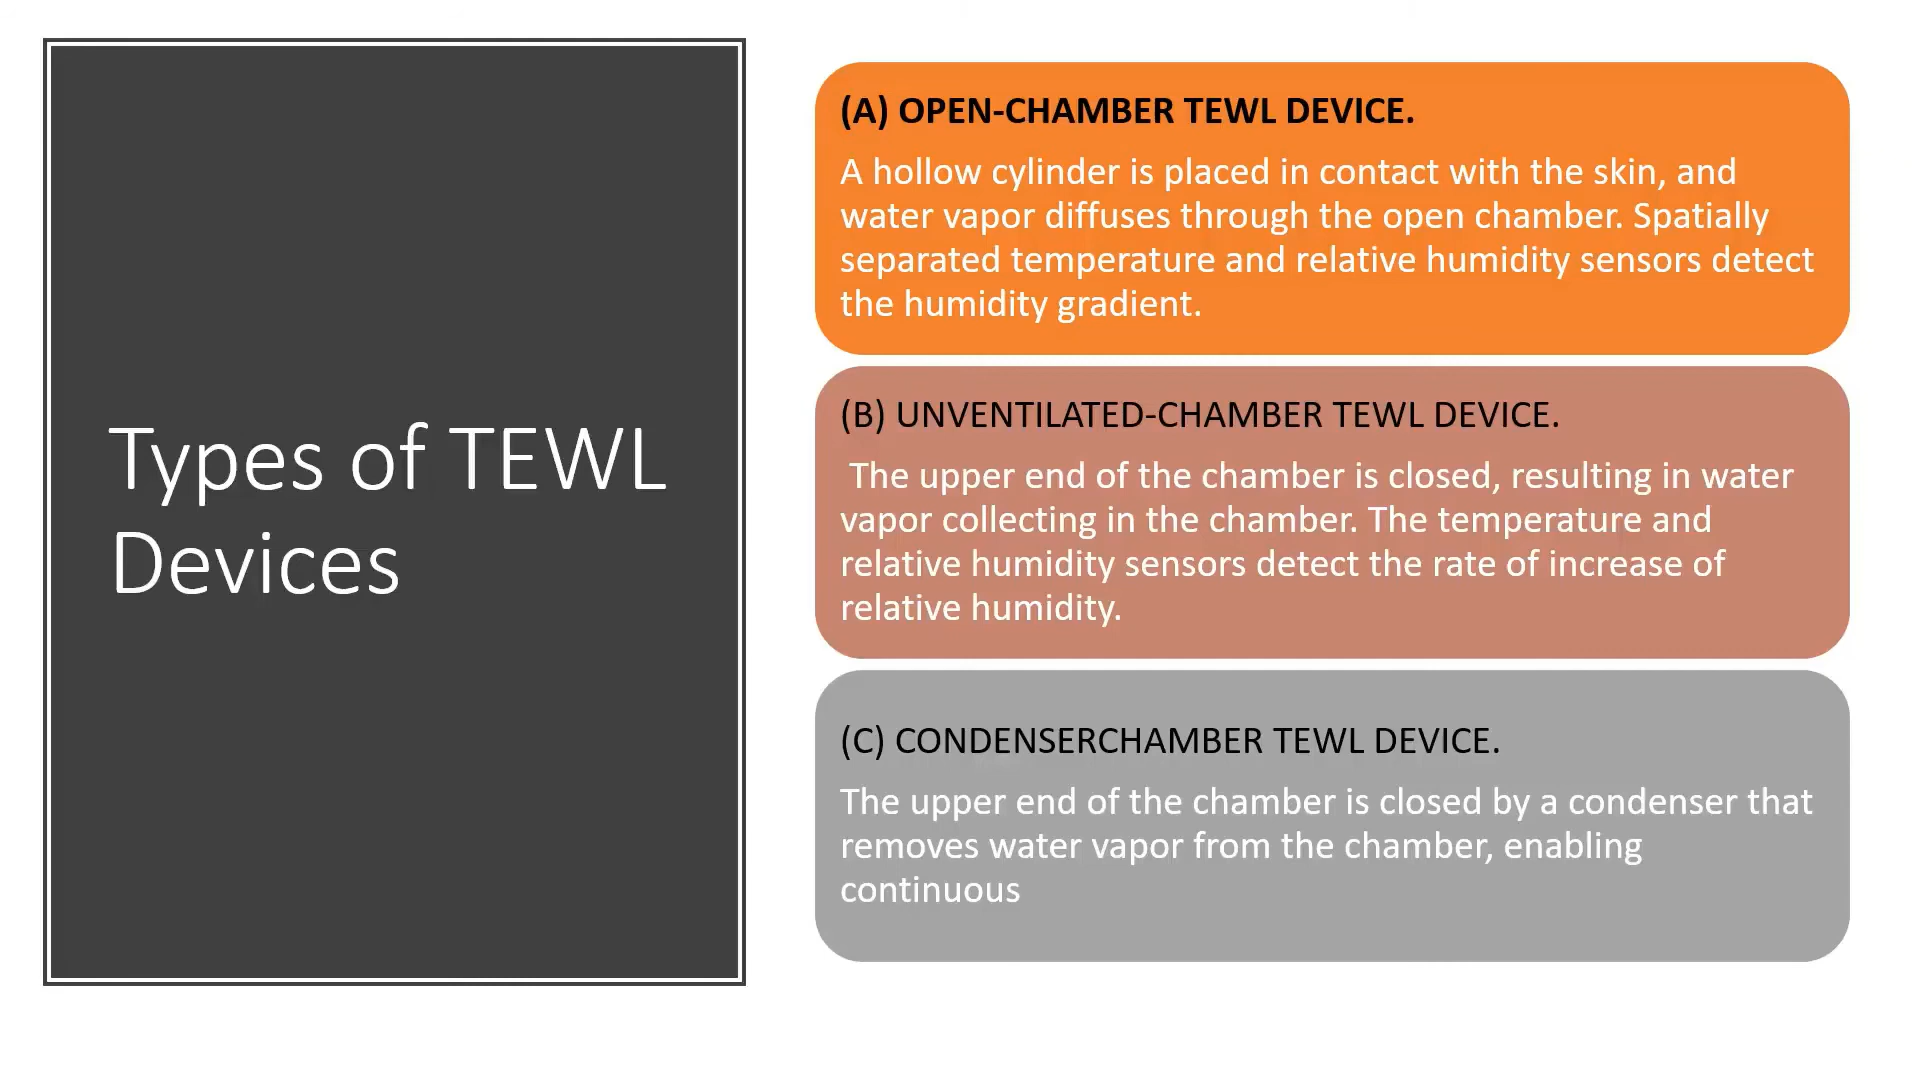 Types of TEWL
Devices
(A) OPEN-CHAMBER TEWL DEVICE.
A hollow cylinder is placed in contact with the skin, and
water vapor diffuses through the open chamber. Spatially
separated temperature and relative humidity sensors detect
the humidity gradient.
(B) UNVENTILATED-CHAMBER TEWL DEVICE.
The upper end of the chamber is closed, resulting in water
vapor collecting in the chamber. The temperature and
relative humidity sensors detect the rate of increase of
relative humidity.
(C) CONDENSERCHAMBER TEWL DEVICE.
The upper end of the chamber is closed by a condenser that
removes water vapor from the chamber, enabling
continuous